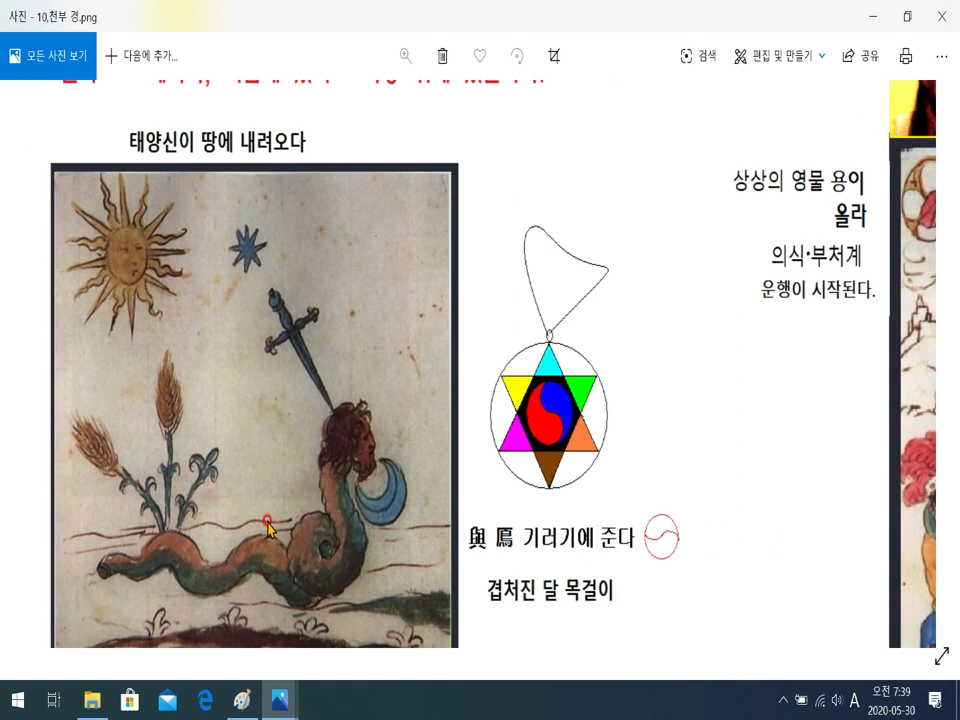 사진 - 10,천부 경.png
모든 사진 보기
다음에 추가...
검색
편집 및 만들기
공유
태양신이 땅에 내려오다
상상의 영물 용이
올라
의식·부처계
운행이 시작된다.
기러기에 준다
겹쳐진 달 목걸이
A
오전 7:39
2020-05-30